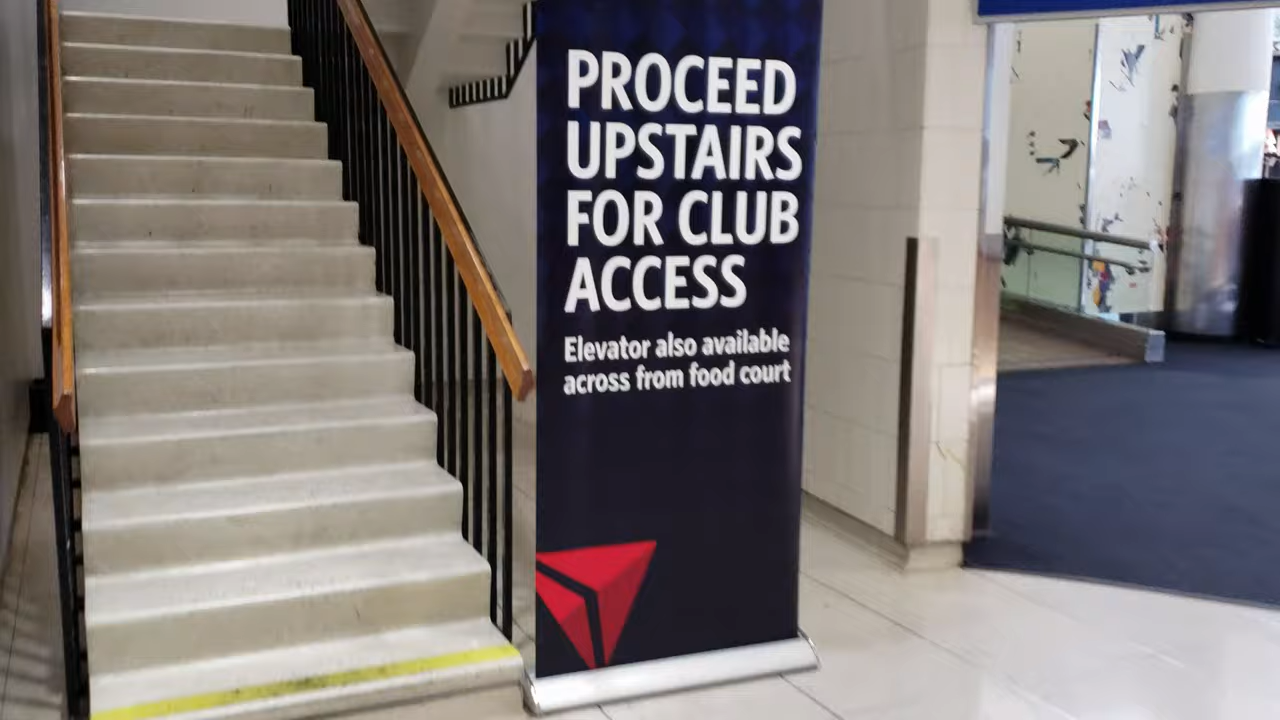 PROCEED
UPSTAIRS
FOR CLUB
ACCESS
Elevator also available
across from food court